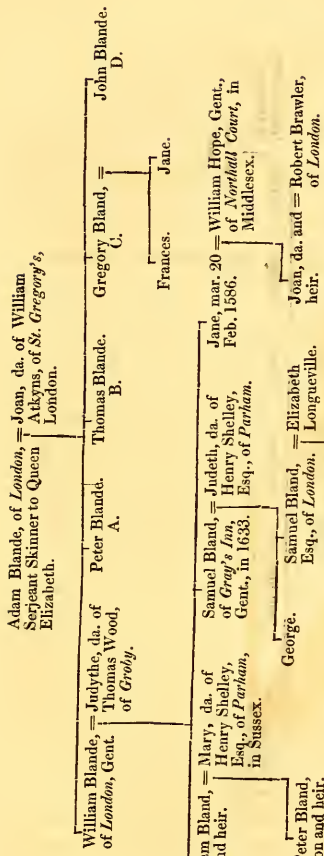 Adam Blande, of London, = Joan, da. of William
Serjeant Skinner to Queen Atkyns, of St. Gregory's,
Elizabeth. London.
William Blande, = Judythe, da. of
of London, Gent. Thomas Wood,
of Groby.
Peter Blande.
A.
Thomas Blande.
B.
Gregory Bland, =
C.
John Blande.
D.
Frances. Jane.
am Bland, = Mary, da. of
nd heir. Henry Shelley,
Esq., of Parham,
in Sussex.
Samuel Bland, = Judeth, da. of
of Gray's Inn, Henry Shelley,
Gent., in 1633. Esq., of Parham.
Jane, mar. 20 = William Hope, Gent.,
Feb. 1586. of Northall Court, in
Middlesex.
Peter Bland,
on and heir.
George.
Samuel Bland, = Elizabeth
Esq., of London. Longueville.
Joan, da. and = Robert Brawler,
heir. of London.